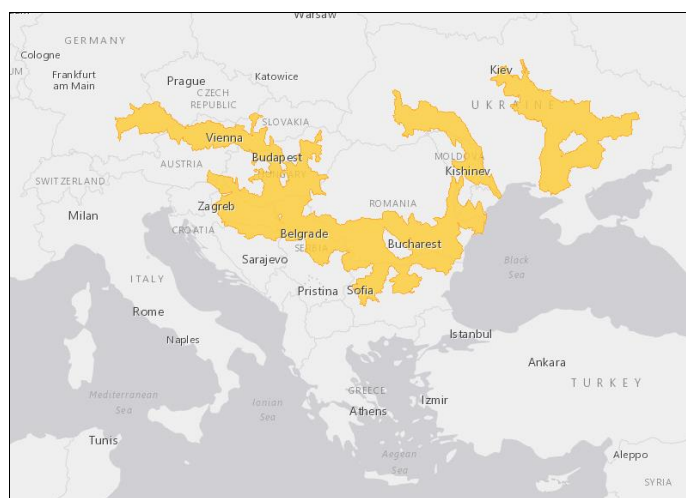 Warsaw
GERMANY
Cologne
Kiev
UM
Frankfurt
am Main
Prague
Katowice
CZECH
REPUBLIC
UKRAINE
SLOVAKIA
Vienna
Budapest
MOLDOVA
AUSTRIA
HUNGARY
Kishinev
SWITZERLAND
Zagreb
ROMANIA
Milan
CROATIA
Belgrade
SERBIA
Bucharest
Sarajevo
Black
Sea
ITALY
Pristina
Sofia
Rome
Naples
Istanbul
Ankara
TURKEY
Mediterranean
Sea
Ionian
Sea
GREECE
Athens
Izmir
Tunis
Aegean
Sea
Aleppo
SYRIA